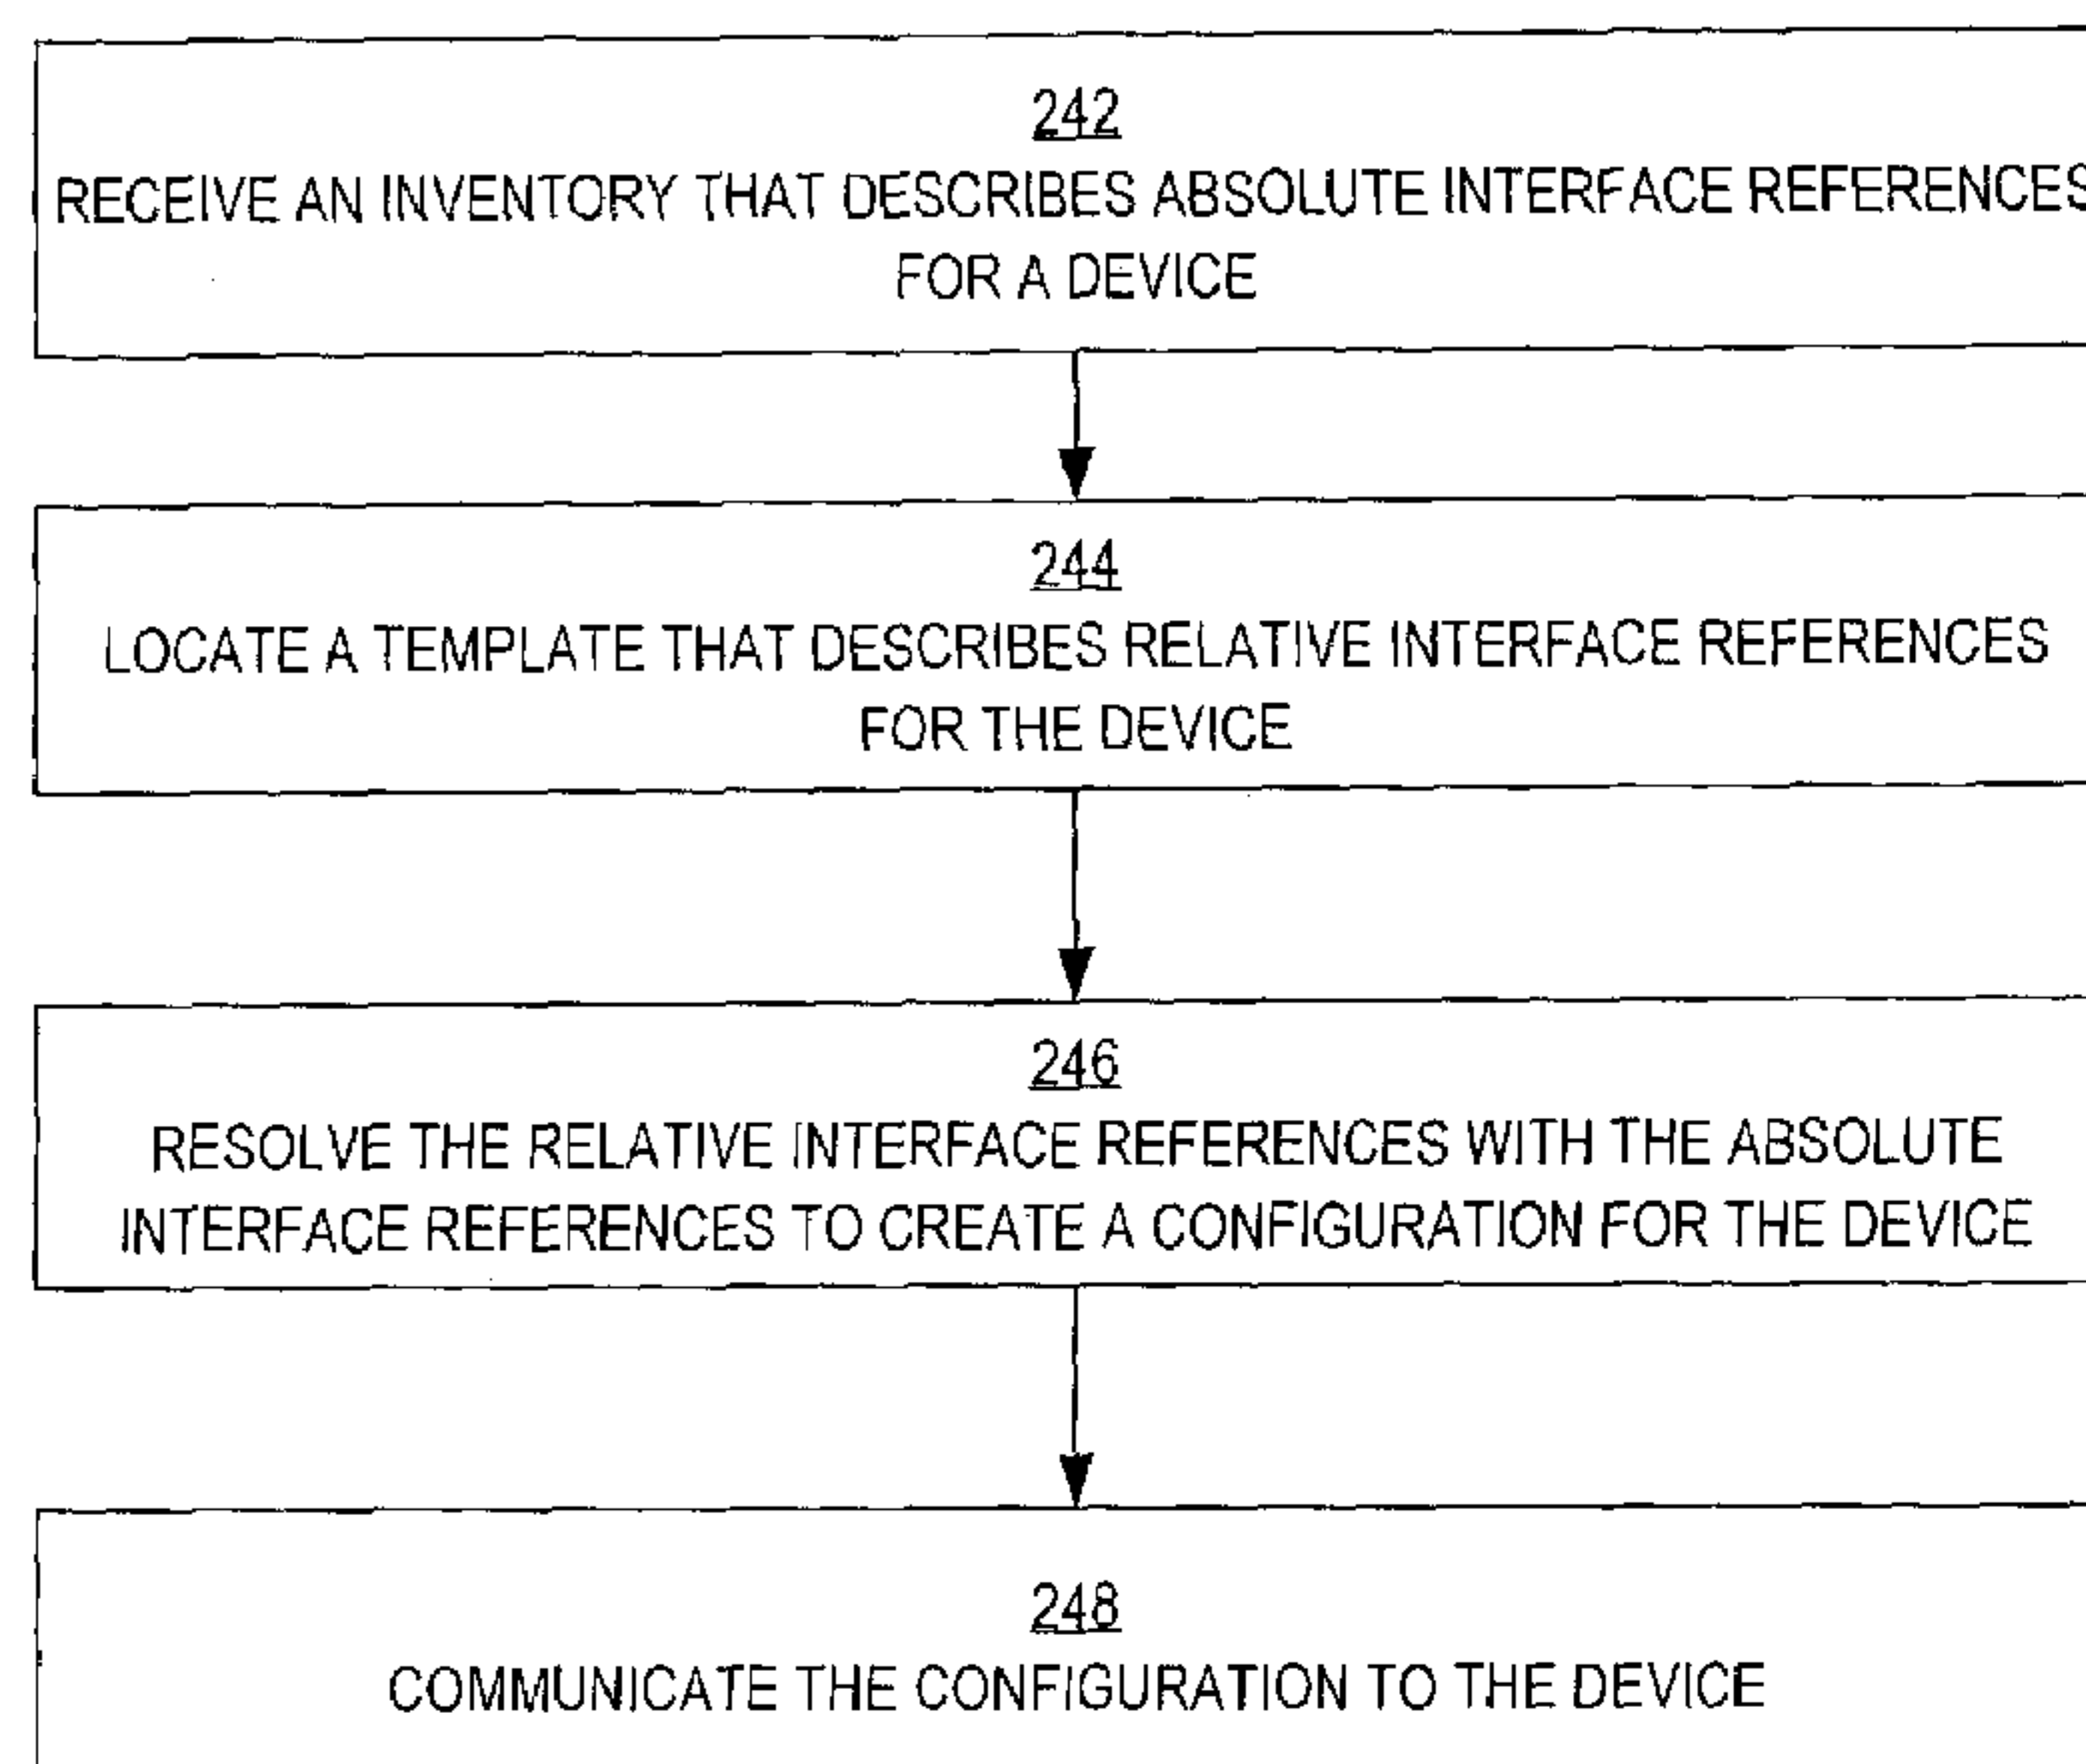 242
RECEIVE AN INVENTORY THAT DESCRIBES ABSOLUTE INTERFACE REFERENCES
FOR A DEVICE
244
LOCATE A TEMPLATE THAT DESCRIBES RELATIVE INTERFACE REFERENCES
FOR THE DEVICE
246
RESOLVE THE RELATIVE INTERFACE REFERENCES WITH THE ABSOLUTE
INTERFACE REFERENCES TO CREATE A CONFIGURATION FOR THE DEVICE
248
COMMUNICATE THE CONFIGURATION TO THE DEVICE